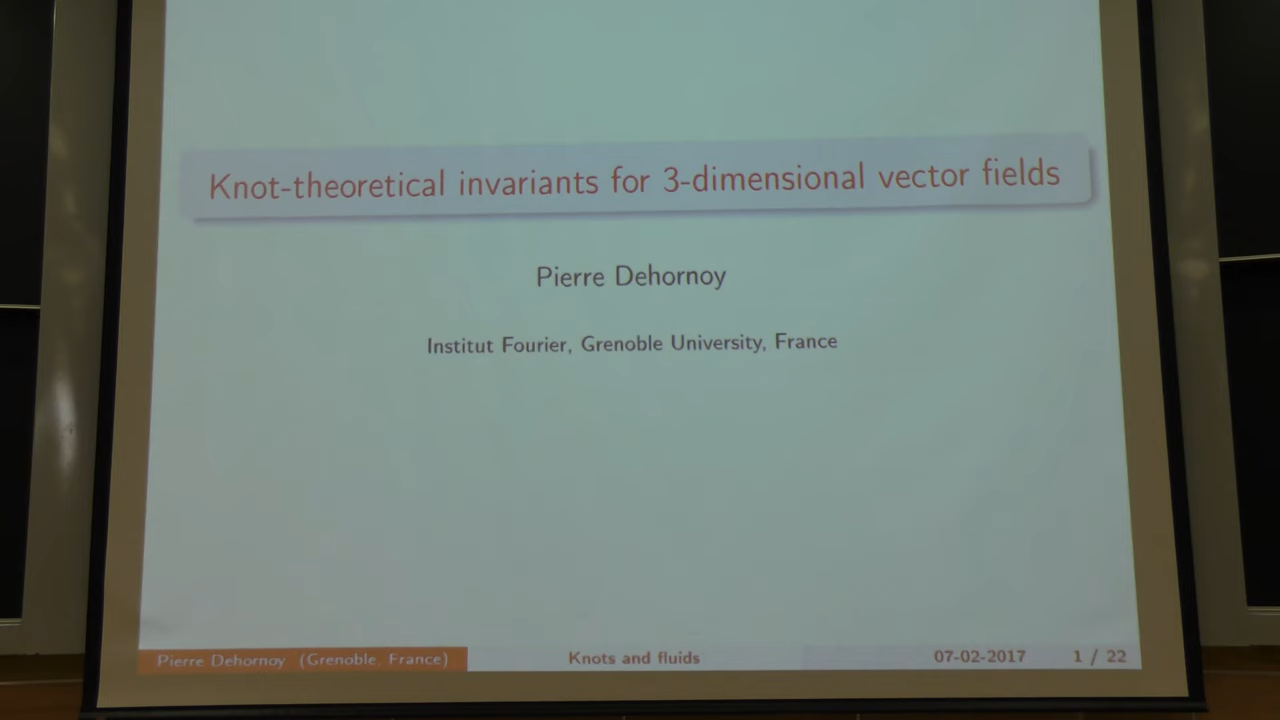 Knot-theoretical invariants for 3-dimensional vector fields
Pierre Dehornoy
Institut Fourier, Grenoble University, France
Pierre Dehornoy (Grenoble, France) Knots and fluids 07-02-2017 1 / 22